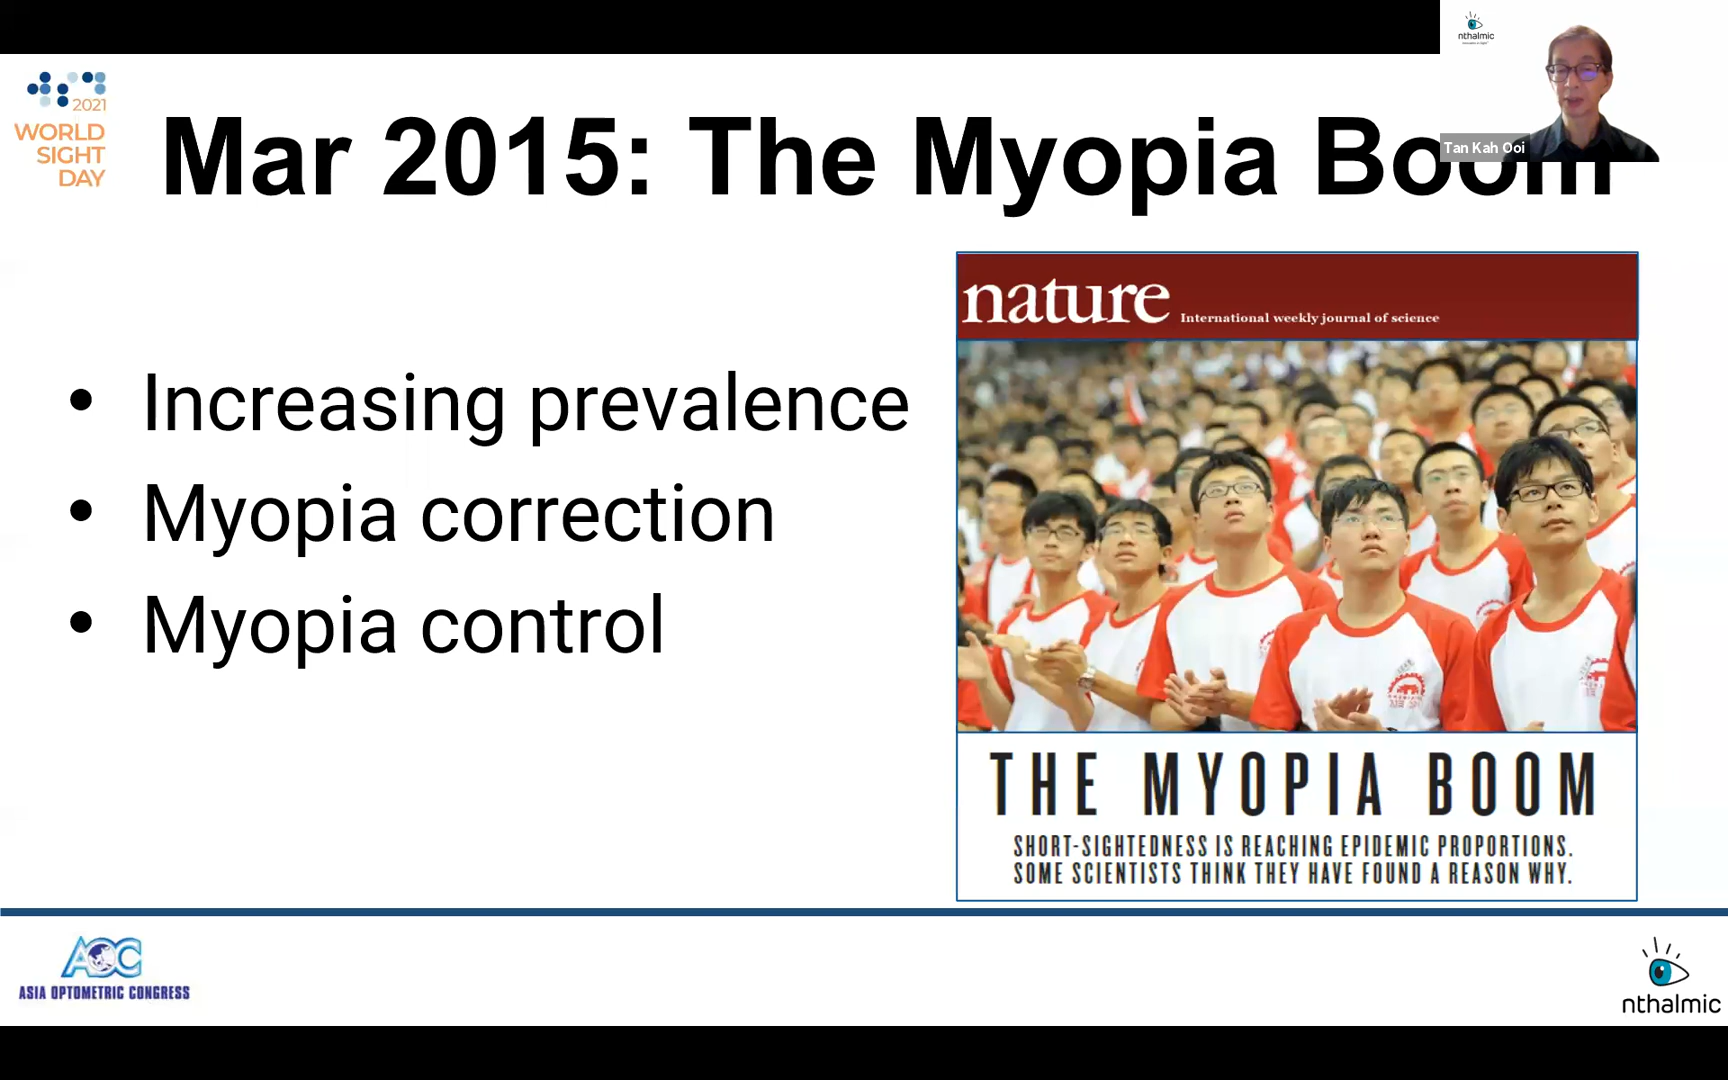 nthalmic
2021
WORLD
SIGHT
DAY
Mar 2015: The Myopia Boom
Tan Kah Ooi
• Increasing prevalence
• Myopia correction
• Myopia control
nature International weekly journal of science
THE MYOPIA BOOM
SHORT-SIGHTEDNESS IS REACHING EPIDEMIC PROPORTIONS.
SOME SCIENTISTS THINK THEY HAVE FOUND A REASON WHY.
AOC
ASIA OPTOMETRIC CONGRESS
nthalmic